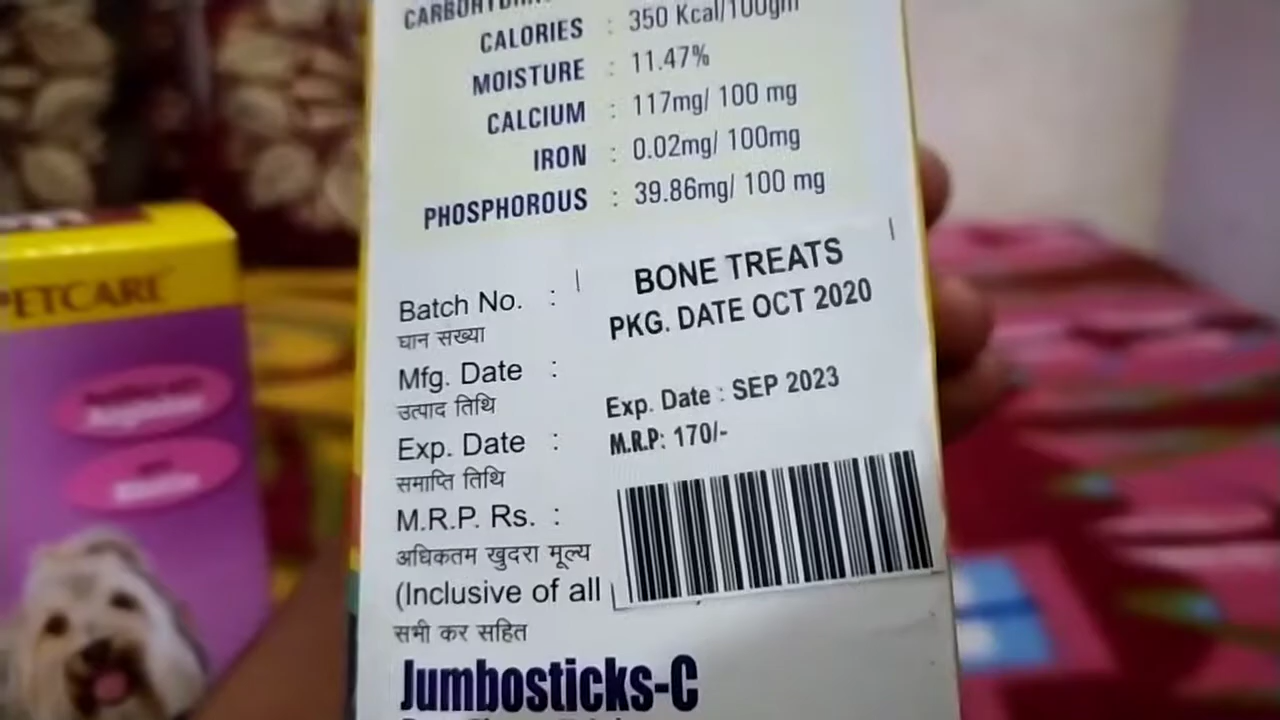 CALORIES : 350 Kcal/100gm
MOISTURE : 11.47%
CALCIUM : 117mg/ 100 mg
IRON : 0.02mg/ 100mg
PHOSPHOROUS : 39.86mg/ 100 mg
BONE TREATS
Batch No. :
PKG. DATE OCT 2020
घान सख्या
Mfg. Date :
उत्पाद तिथि
Exp. Date : SEP 2023
Exp. Date :
M.R.P: 170/-
समाप्ति तिथि
M.R.P. Rs. :
अधिकतम खुदरा मूल्य
(Inclusive of all
सभी कर सहित
Jumbosticks-C
PETCARE